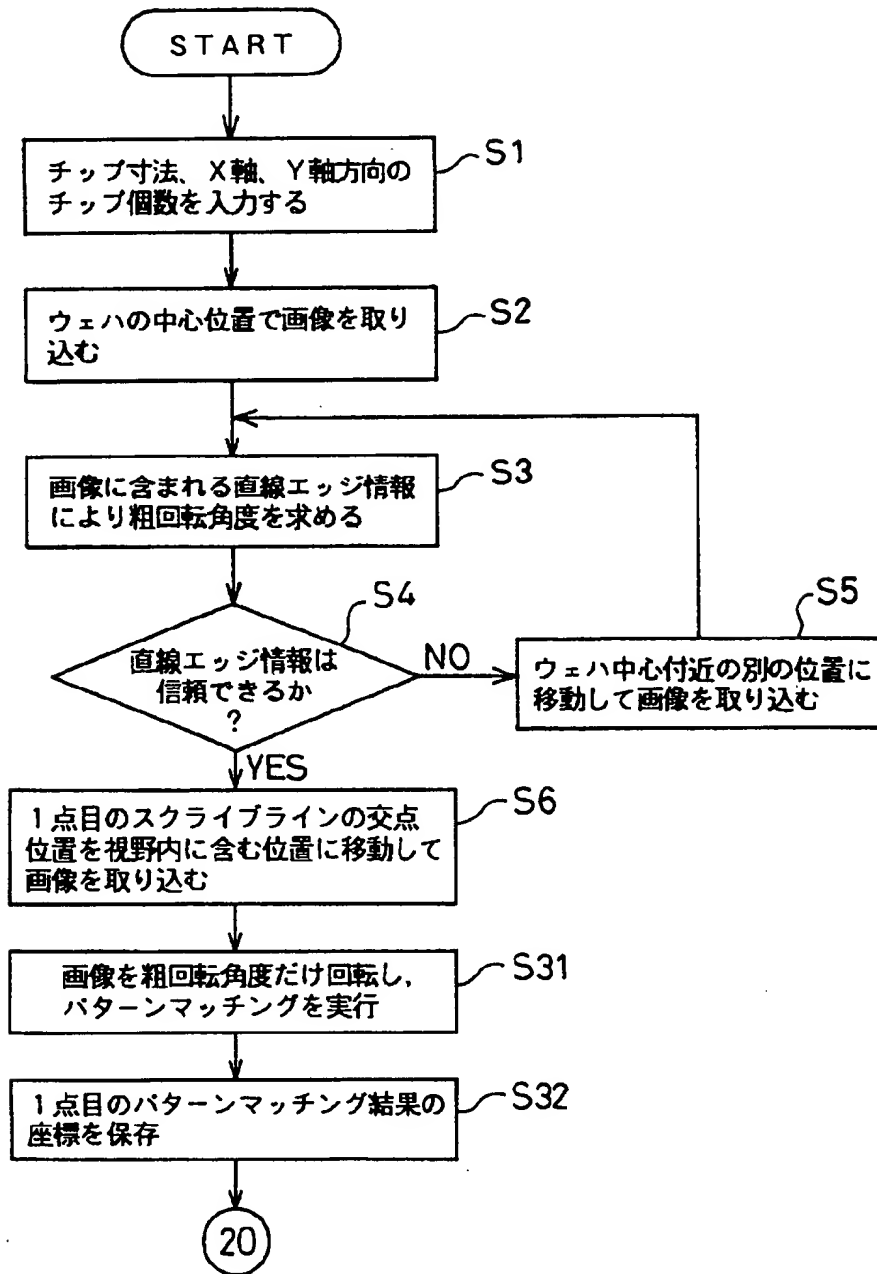 START
チップ寸法、X軸、Y軸方向の
チップ個数を入力する
S1
ウェハの中心位置で画像を取り
込む
S2
画像に含まれる直線エッジ情報
により粗回転角度を求める
S3
直線エッジ情報は
信頼できるか
?
S4
NO
ウェハ中心付近の別の位置に
移動して画像を取り込む
S5
YES
1点目のスクライブラインの交点
位置を視野内に含む位置に移動して
画像を取り込む
S6
画像を粗回転角度だけ回転し,
パターンマッチングを実行
S31
1点目のパターンマッチング結果の
座標を保存
S32
20